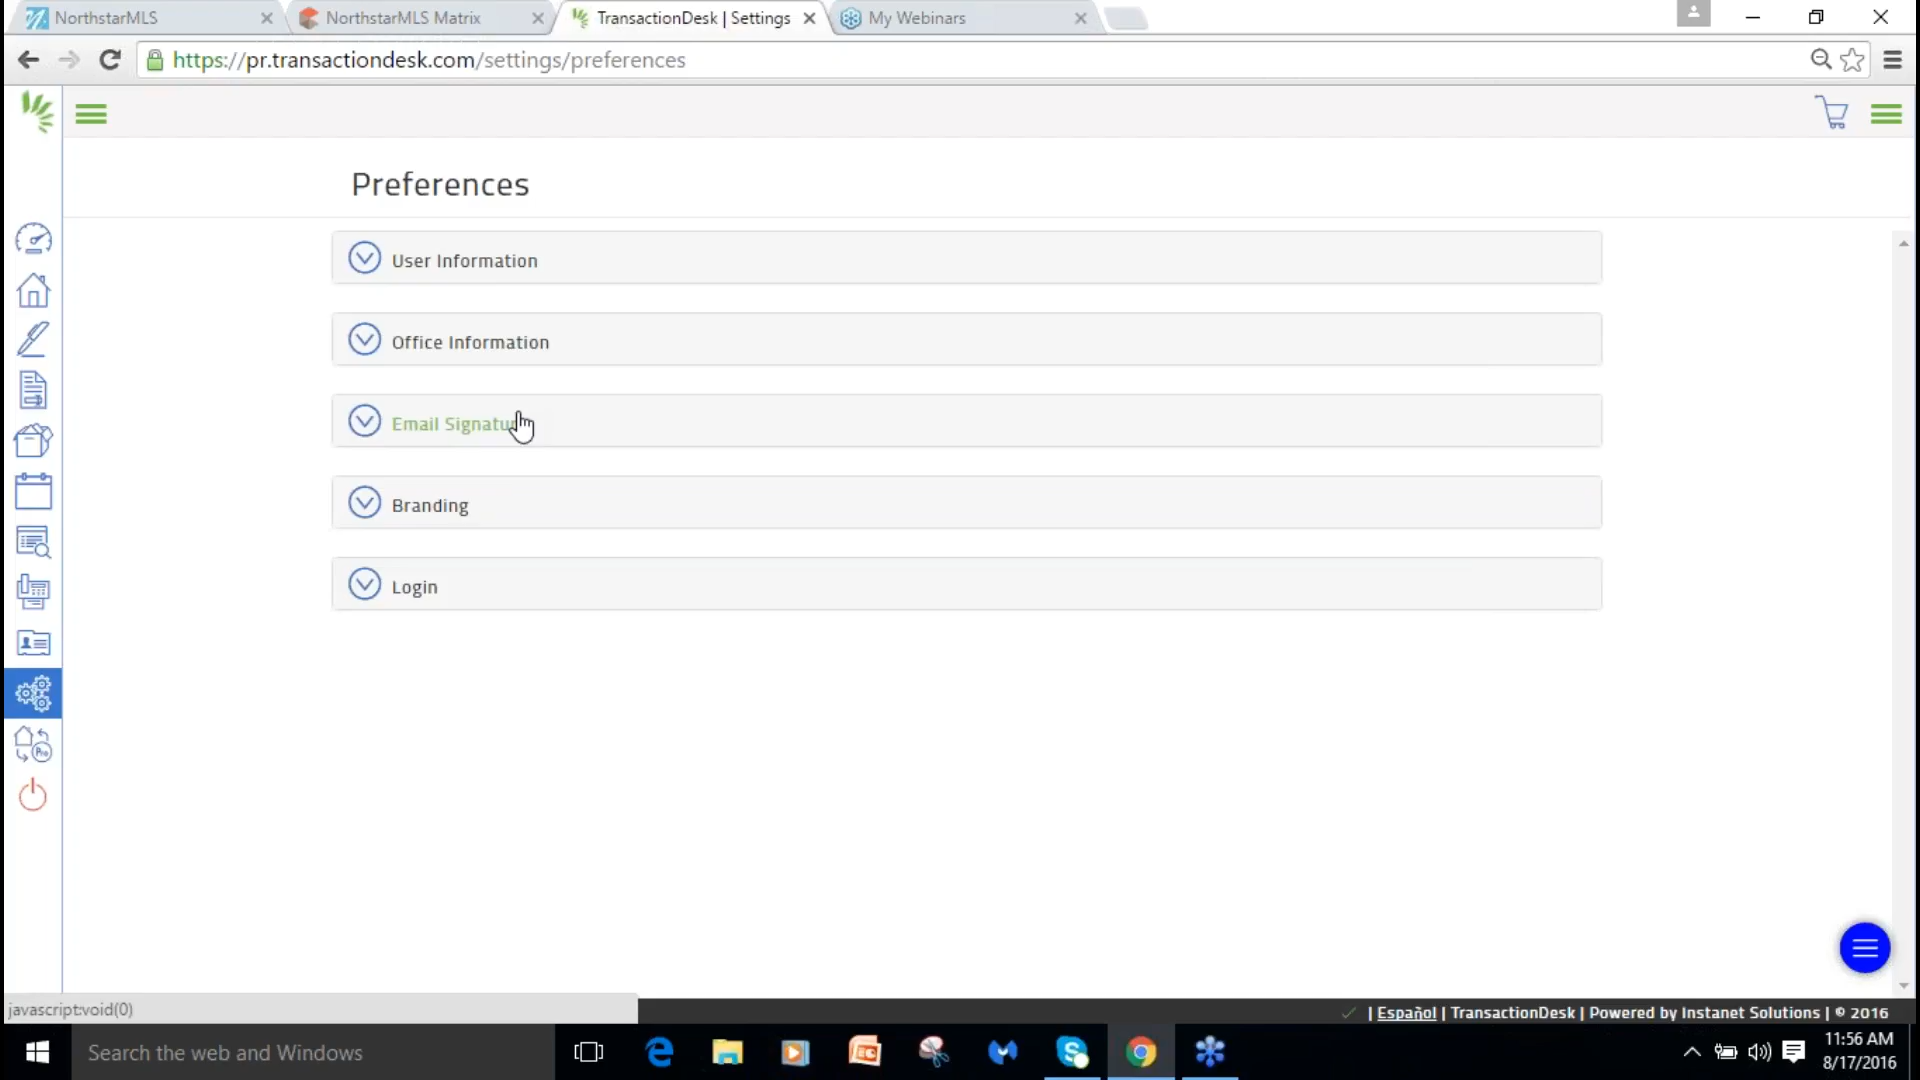 NorthstarMLS
NorthstarMLS Matrix
TransactionDesk | Settings
My Webinars
https://pr.transactiondesk.com/settings/preferences
Preferences
User Information
Office Information
Email Signatu
Branding
Login
Pro
javascript:void(0)
| Español | TransactionDesk | Powered by Instanet Solutions | © 2016
Search the web and Windows
11:56 AM
8/17/2016